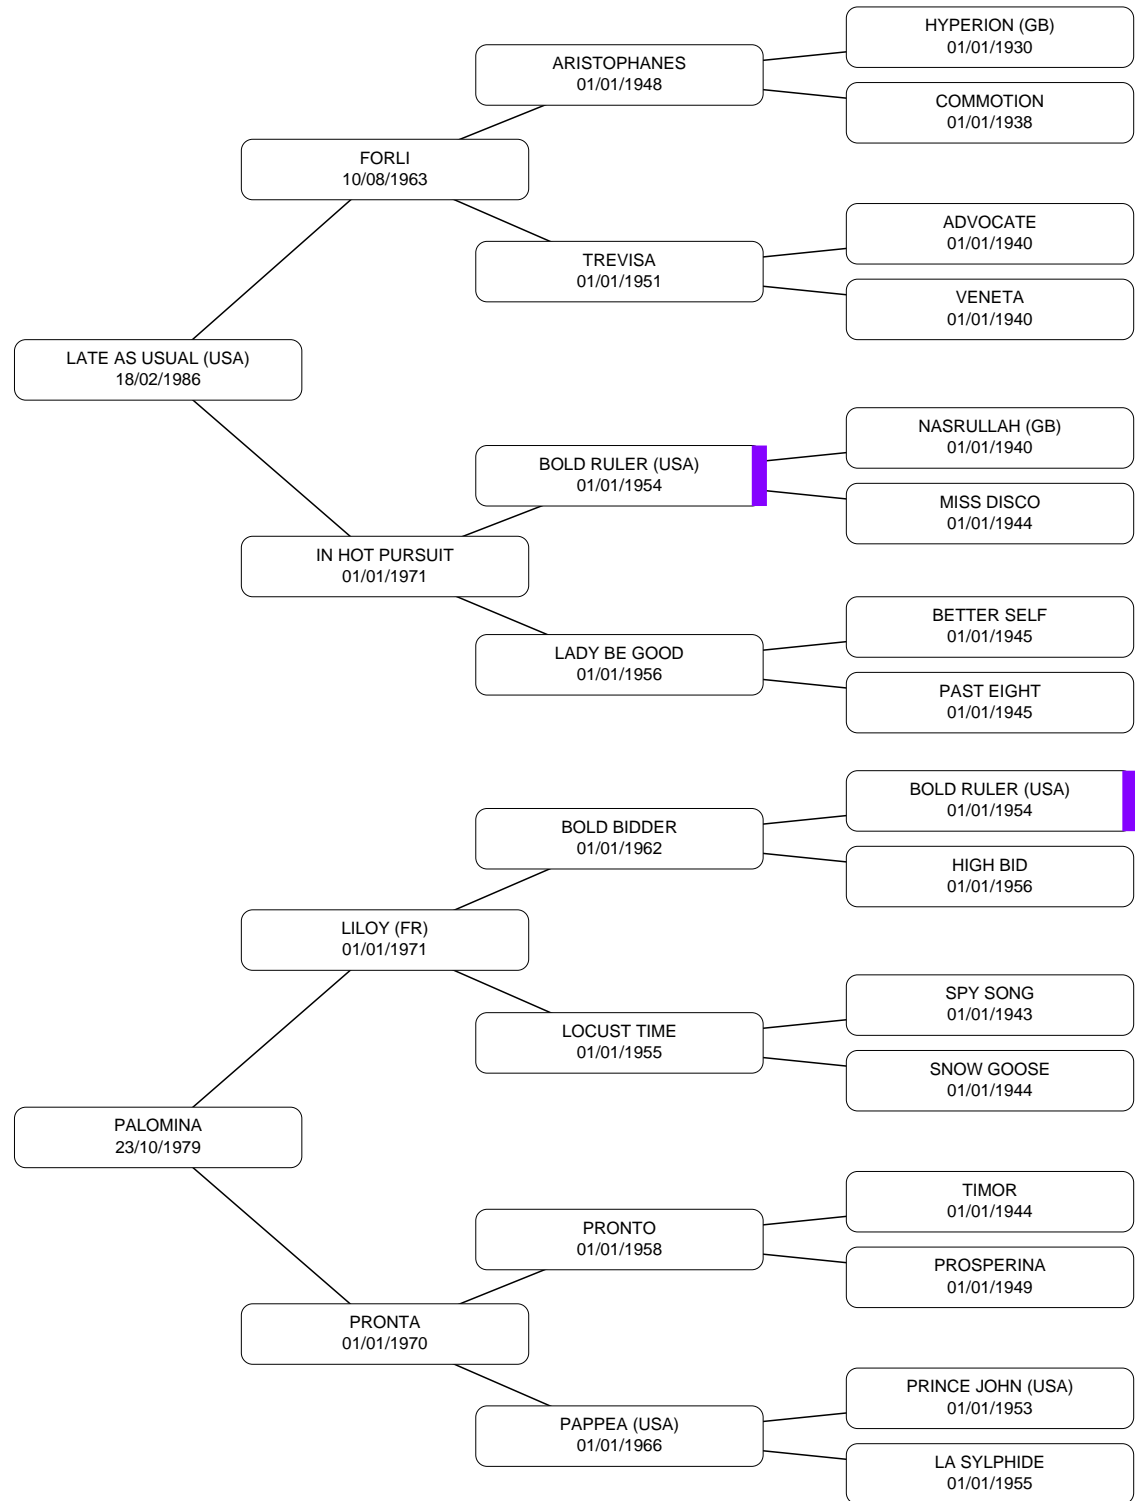 HYPERION (GB)
01/01/1930
ARISTOPHANES
01/01/1948
COMMOTION
01/01/1938
FORLI
10/08/1963
ADVOCATE
01/01/1940
TREVISA
01/01/1951
VENETA
01/01/1940
LATE AS USUAL (USA)
18/02/1986
NASRULLAH (GB)
01/01/1940
BOLD RULER (USA)
01/01/1954
MISS DISCO
01/01/1944
IN HOT PURSUIT
01/01/1971
BETTER SELF
01/01/1945
LADY BE GOOD
01/01/1956
PAST EIGHT
01/01/1945
BOLD RULER (USA)
01/01/1954
BOLD BIDDER
01/01/1962
HIGH BID
01/01/1956
LILOY (FR)
01/01/1971
SPY SONG
01/01/1943
LOCUST TIME
01/01/1955
SNOW GOOSE
01/01/1944
PALOMINA
23/10/1979
TIMOR
01/01/1944
PRONTO
01/01/1958
PROSPERINA
01/01/1949
PRONTA
01/01/1970
PRINCE JOHN (USA)
01/01/1953
PAPPEA (USA)
01/01/1966
LA SYLPHIDE
01/01/1955